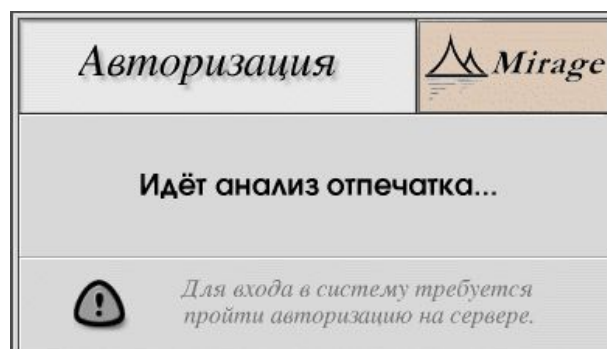 Авторизация
Mirage
Идёт анализ отпечатка...
Для входа в систему требуется
пройти авторизацию на сервере.